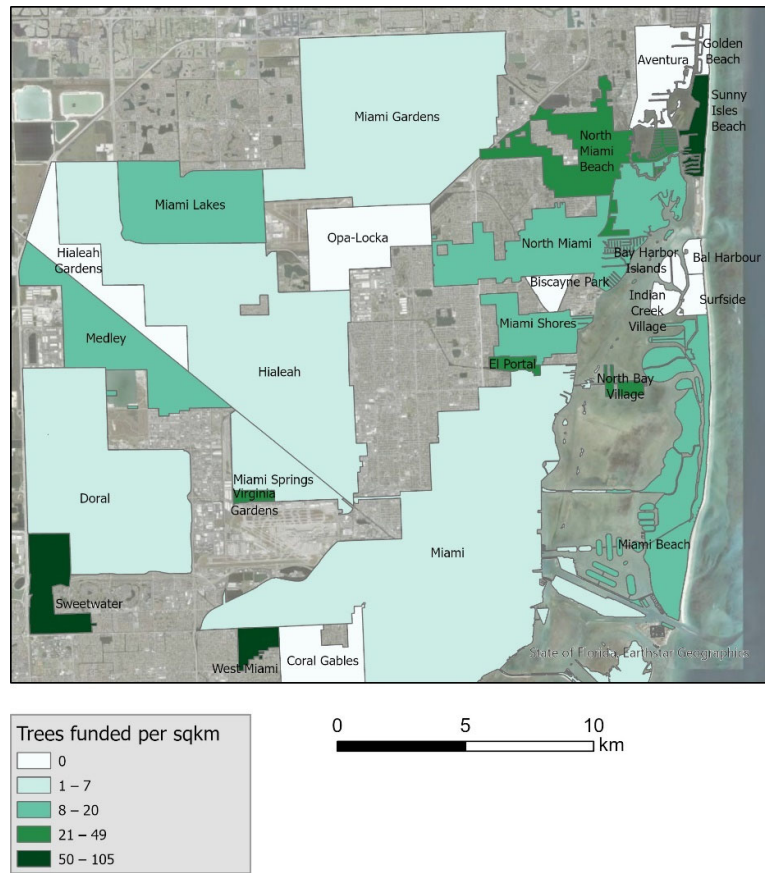 Golden
Beach
Aventura
Sunny
Isles
Beach
Miami Gardens
North
Miami
Beach
Miami Lakes
Opa-Locka
North Miami
Hialeah
Gardens
Bay Harbor
Islands
Bal Harbour
Biscayne Park
Indian
Creek
Village
Surfside
Miami Shores
Medley
Hialeah
El Portal
North Bay
Village
Miami Springs
Virginia
Gardens
Doral
Miami
Miami Beach
Sweetwater
West Miami
Coral Gables
State of Florida, Earthstar Geographics
Trees funded per sqkm
0
1 – 7
8 – 20
21 – 49
50 – 105
0 5 10
km